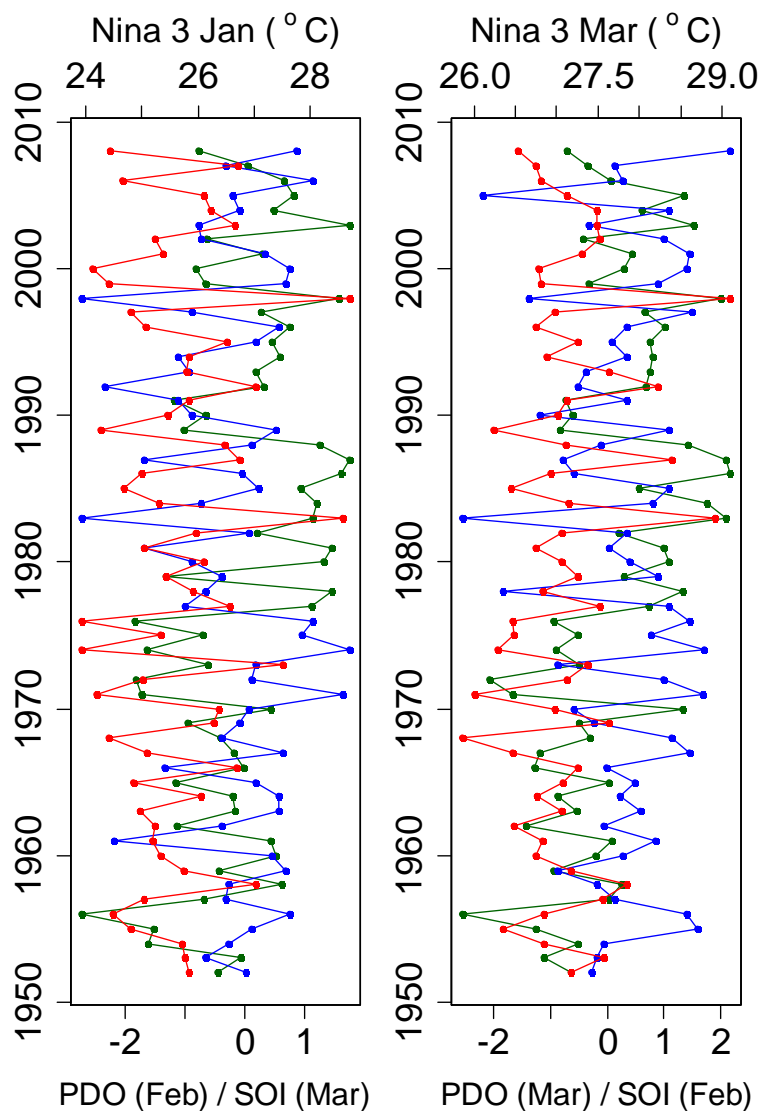 Nina 3 Jan ( ° C)
24 26 28
2010
2000
1990
1980
1970
1960
1950
-2 0 2
PDO (Feb) / SOI (Mar)
Nina 3 Mar ( ° C)
26.0 27.5 29.0
2010
2000
1990
1980
1970
1960
1950
-2 0 2
PDO (Mar) / SOI (Feb)